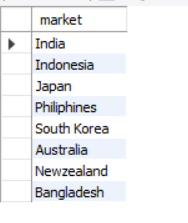 market
India
Indonesia
Japan
Philiphines
South Korea
Australia
Newzealand
Bangladesh